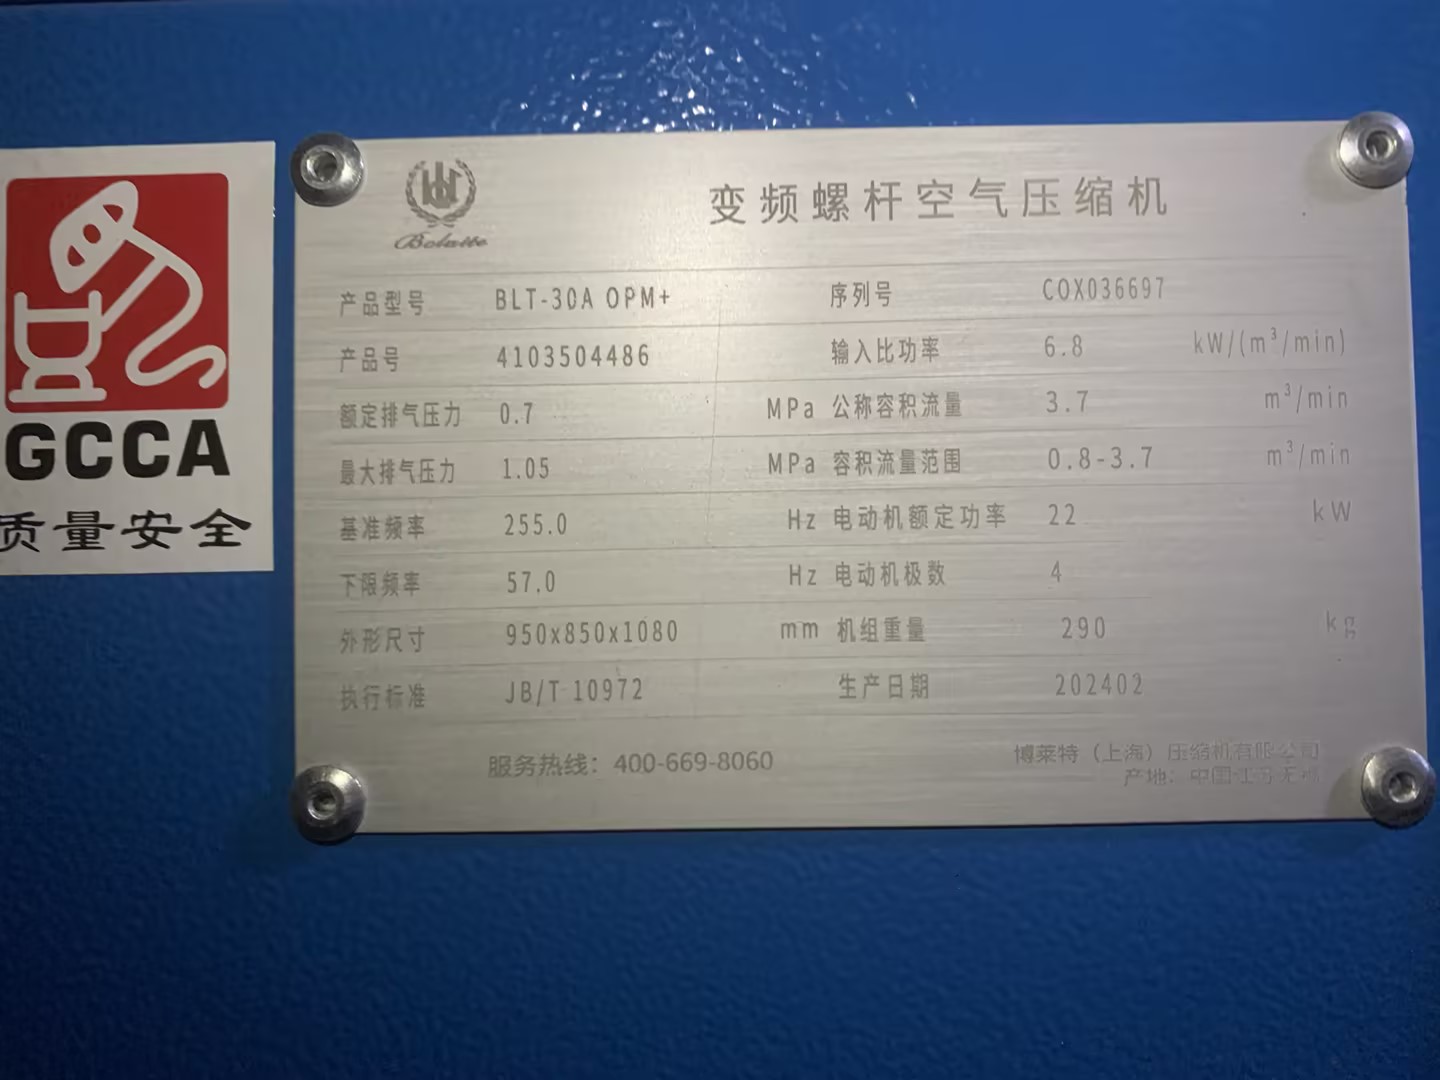 GCCA
质量安全
Bolaite
变频螺杆空气压缩机
产品型号 BLT-30A OPM+ 序列号 COX036697
产品号 4103504486 输入比功率 6.8 kW/(m³/min)
额定排气压力 0.7 MPa 公称容积流量 3.7 m³/min
最大排气压力 1.05 MPa 容积流量范围 0.8-3.7 m³/min
基准频率 255.0 Hz 电动机额定功率 22 kW
下限频率 57.0 Hz 电动机极数 4
外形尺寸 950x850x1080 mm 机组重量 290 kg
执行标准 JB/T 10972 生产日期 202402
服务热线：400-669-8060
博莱特（上海）压缩机有限公司
产地：中国江苏无锡